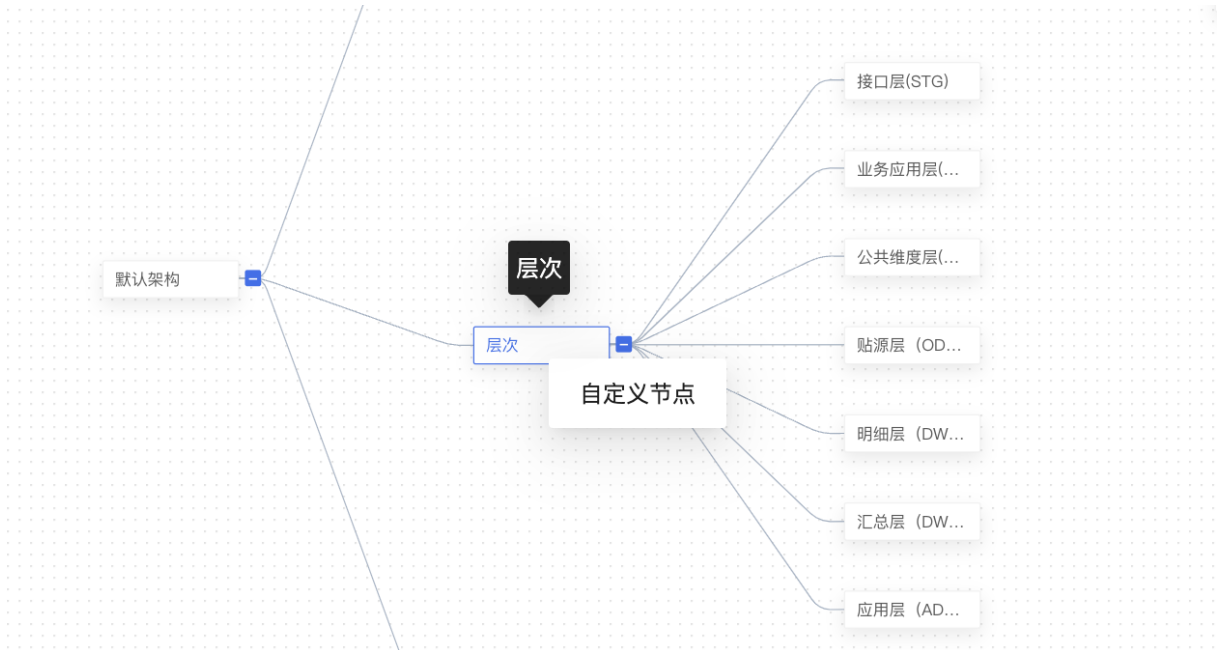 接口层(STG)
业务应用层(...
公共维度层(...
默认架构
层次
层次
自定义节点
贴源层（OD...
明细层（DW...
汇总层（DW...
应用层（AD...